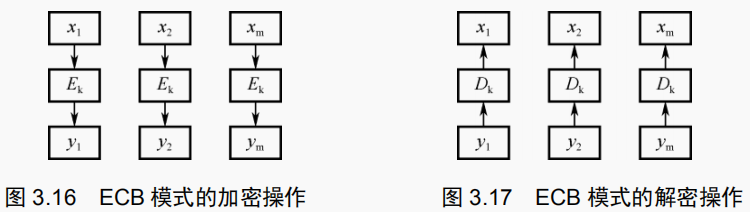 x1 x2 xm x1 x2 xm
Ek Ek Ek Dk Dk Dk
y1 y2 ym y1 y2 ym
图 3.16 ECB 模式的加密操作 图 3.17 ECB 模式的解密操作